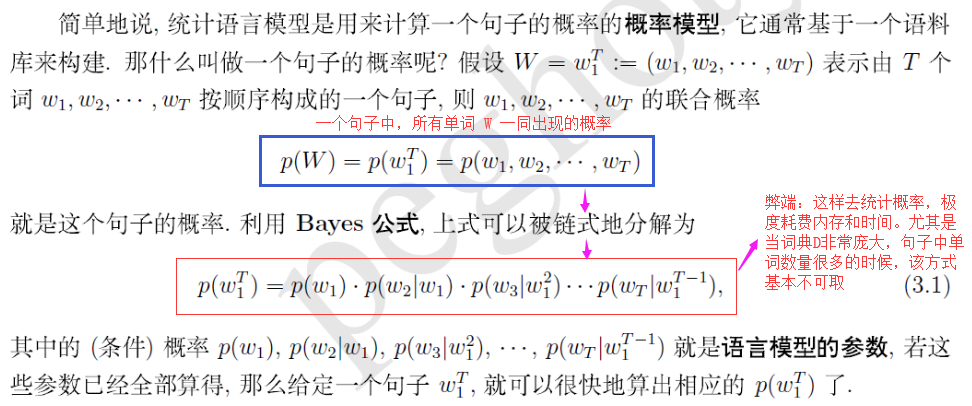 简单地说, 统计语言模型是用来计算一个句子的概率的概率模型, 它通常基于一个语料
库来构建. 那什么叫做一个句子的概率呢? 假设 W = w_1^T := (w_1, w_2, ⋯, w_T) 表示由 T 个
词 w_1, w_2, ⋯, w_T 按顺序构成的一个句子, 则 w_1, w_2, ⋯, w_T 的联合概率
一个句子中，所有单词 W 一同出现的概率
p(W) = p(w_1^T) = p(w_1, w_2, ⋯, w_T)
就是这个句子的概率. 利用 Bayes 公式, 上式可以被链式地分解为
弊端：这样去统计概率，极
度耗费内存和时间。尤其是
当词典D非常庞大，句子中单
词数量很多的时候，该方式
基本不可取
p(w_1^T) = p(w_1) · p(w_2|w_1) · p(w_3|w_1^2) ⋯ p(w_T|w_1^{T-1}), (3.1)
其中的 (条件) 概率 p(w_1), p(w_2|w_1), p(w_3|w_1^2), ⋯, p(w_T|w_1^{T-1}) 就是语言模型的参数, 若这
些参数已经全部算得, 那么给定一个句子 w_1^T, 就可以很快地算出相应的 p(w_1^T) 了.